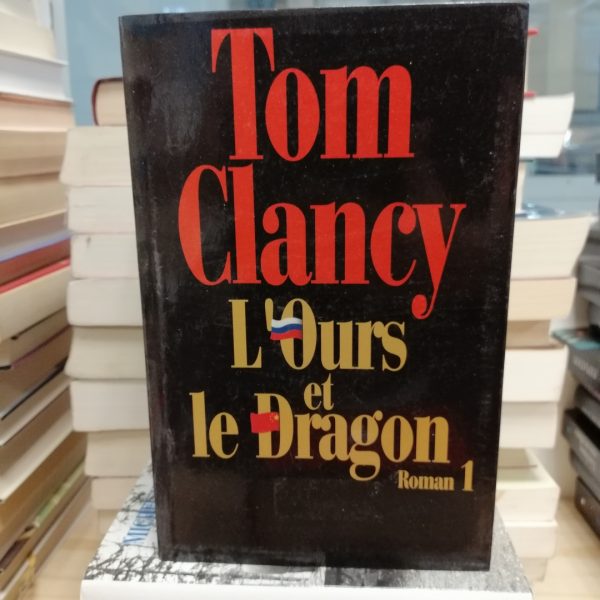 Tom
Clancy
L'Ours
et
le Dragon
Roman 1